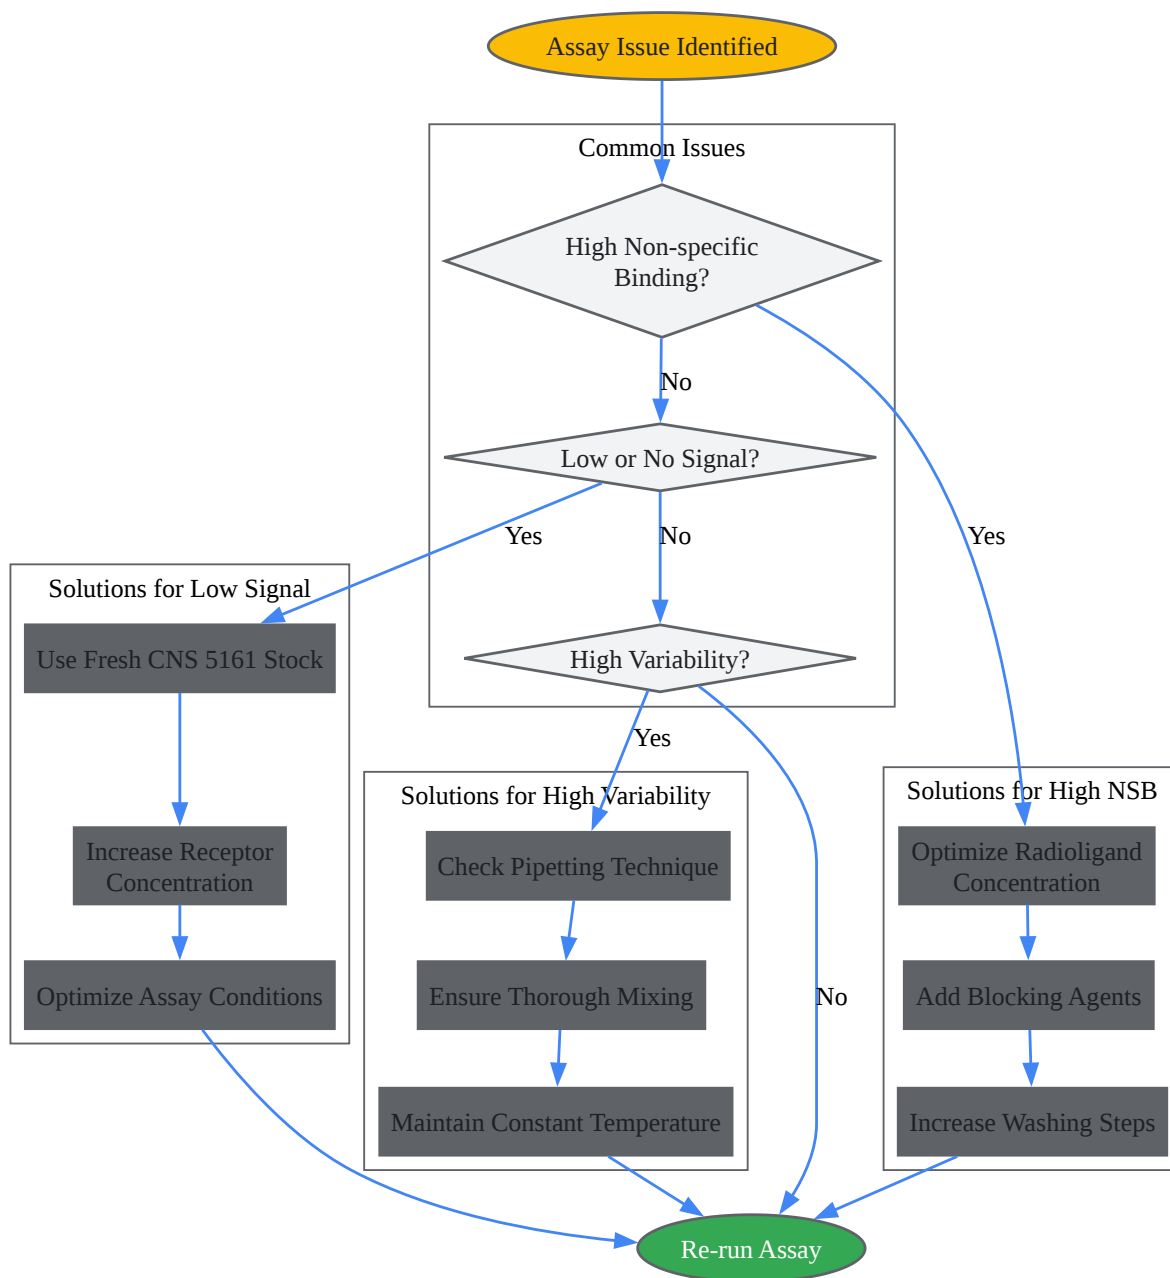 Assay Issue Identified
Common Issues
High Non-specific
Binding?
No
Low or No Signal?
Yes
No
Yes
Solutions for Low Signal
Use Fresh CNS 5161 Stock
Increase Receptor
Concentration
Optimize Assay Conditions
High Variability?
Yes
No
Solutions for High Variability
Check Pipetting Technique
Ensure Thorough Mixing
Maintain Constant Temperature
Solutions for High NSB
Optimize Radioligand
Concentration
Add Blocking Agents
Increase Washing Steps
Re-run Assay